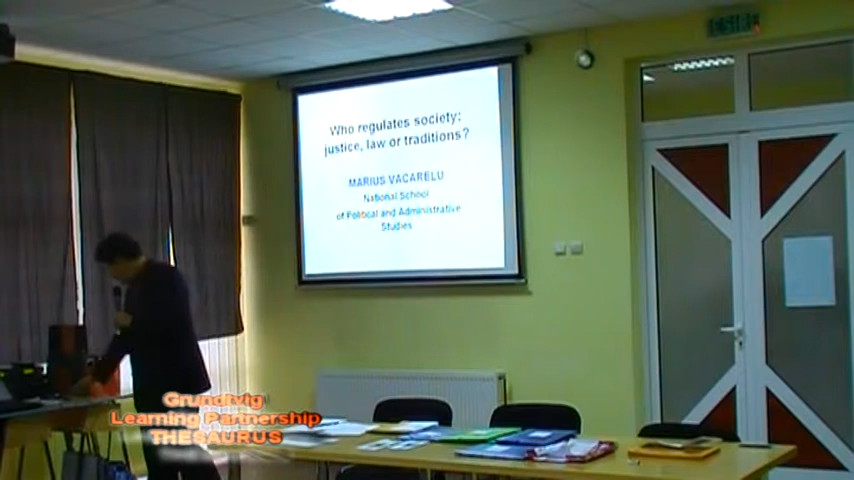 IESIRE
Who regulates society:
justice, law or traditions?
MARIUS VACARELU
National School
of Political and Administrative
Studies
Grundtvig
Learning Partnership
THESAURUS